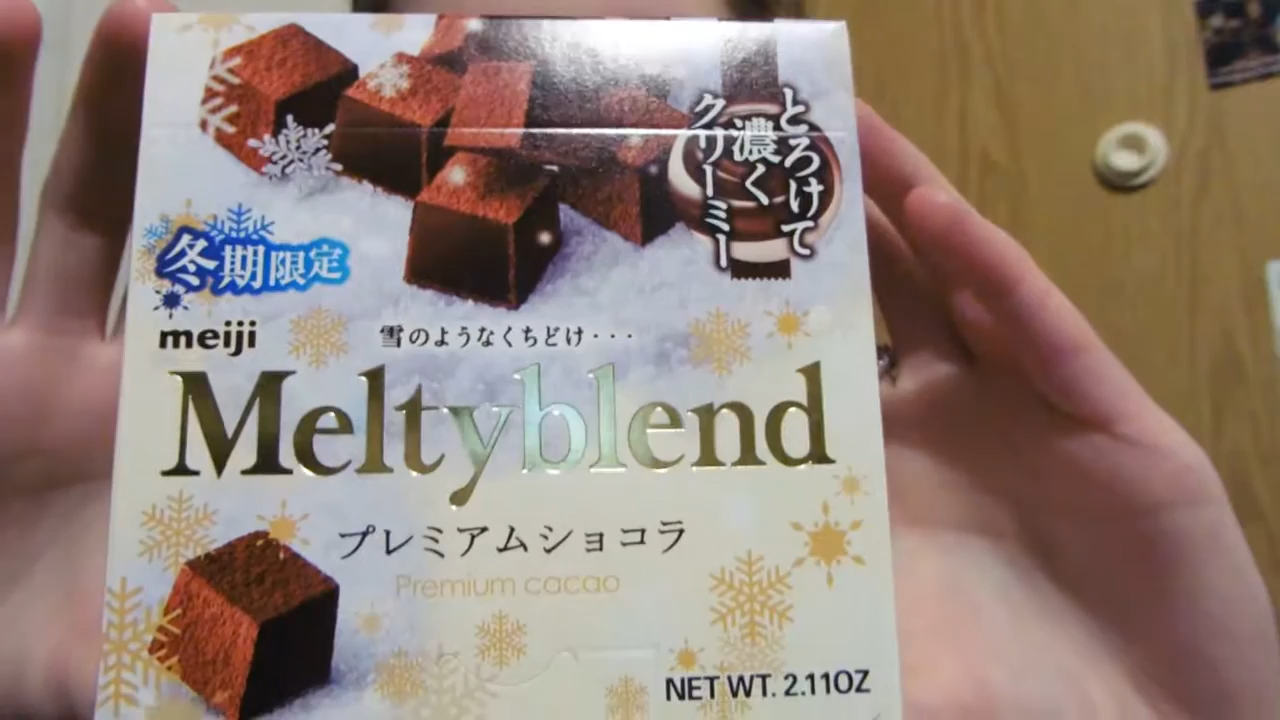 とろけて
濃く
クリーミー
冬期限定
meiji
雪のようなくちどけ・・・
Meltyblend
プレミアムショコラ
Premium cacao
NET WT. 2.11OZ